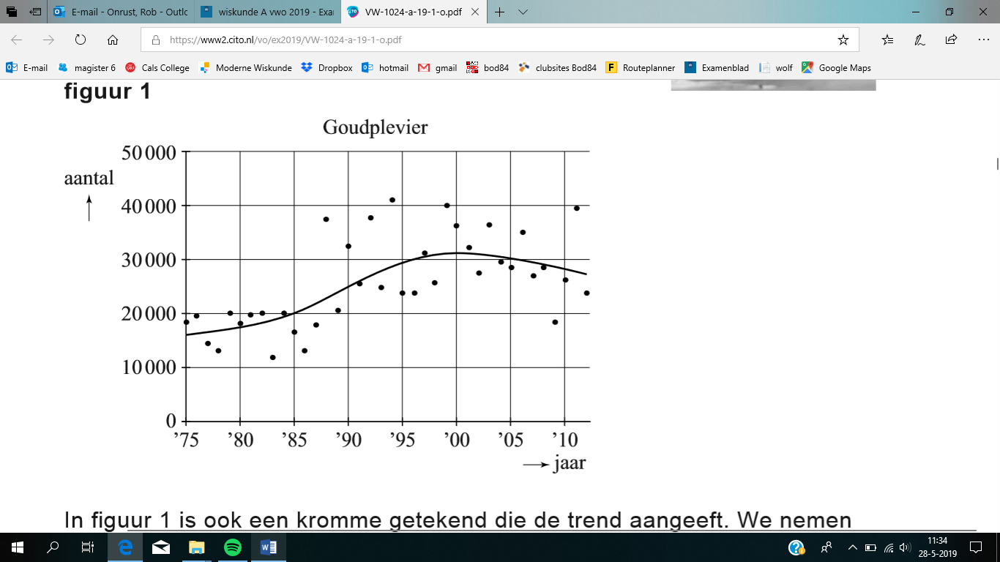 E-mail - Onrust, Rob - Outlo
wiskunde A vwo 2019 - Exa
VW-1024-a-19-1-o.pdf
https://www2.cito.nl/vo/ex2019/VW-1024-a-19-1-o.pdf
E-mail magister 6 Cals College Moderne Wiskunde Dropbox hotmail gmail bod84 clubsites Bod84 Routeplanner Examenblad wolf Google Maps
figuur 1
Goudplevier
50 000
aantal
40 000
30 000
20 000
10 000
0
’75 ’80 ’85 ’90 ’95 ’00 ’05 ’10
jaar
In figuur 1 is ook een kromme getekend die de trend aangeeft. We nemen
11:34
28-5-2019